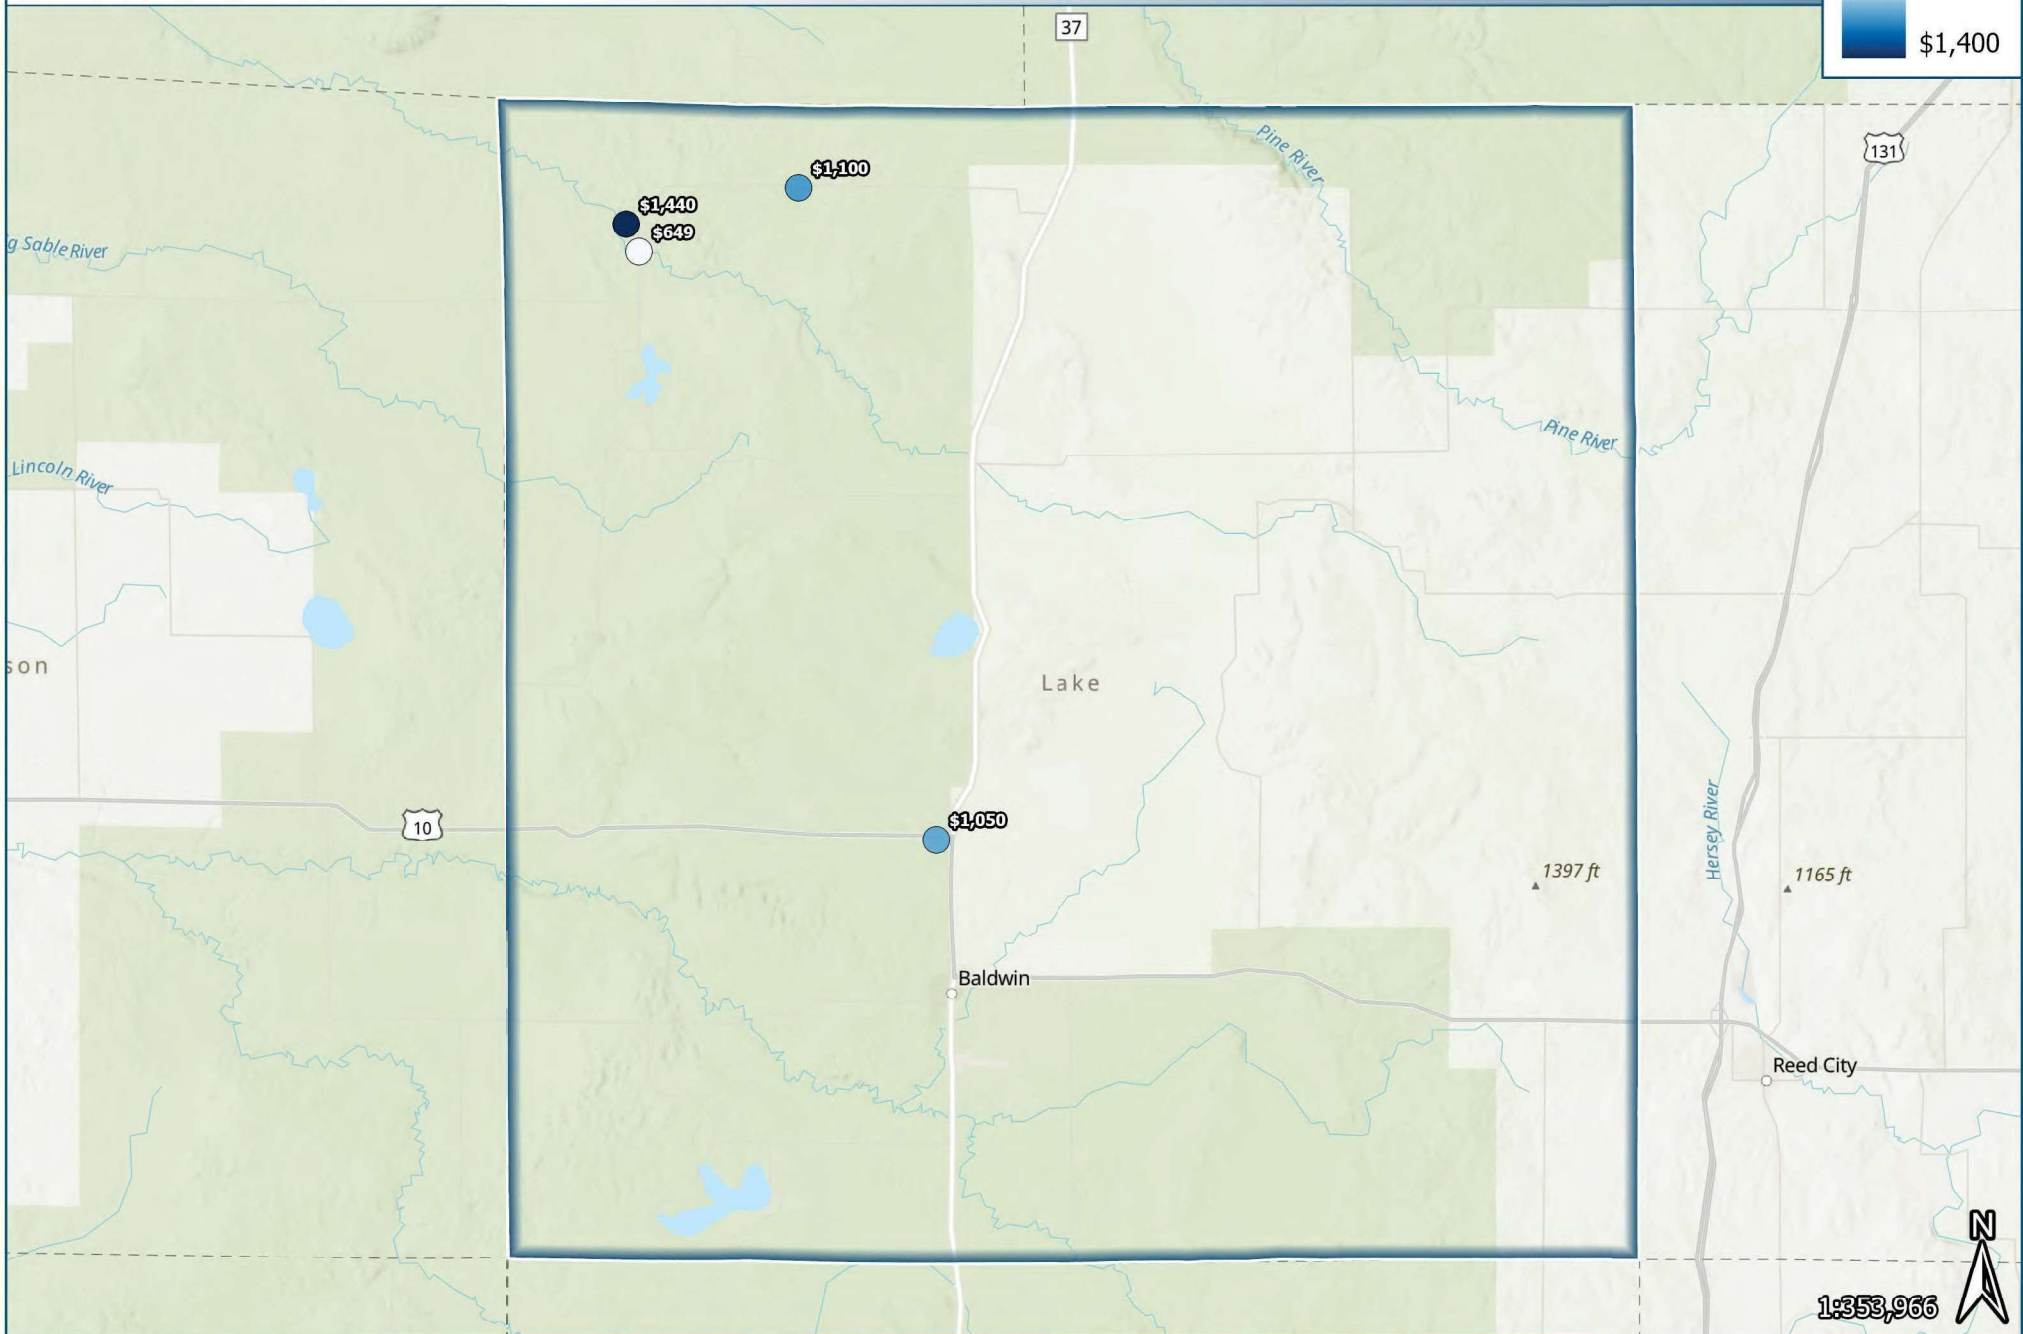 37
$1,400
Pine River
131
$1,100
$1,440
$649
g Sable River
Pine River
Lincoln River
son
Lake
10
$1,050
Hersey River
1397 ft
1165 ft
Baldwin
Reed City
N
1:353,966